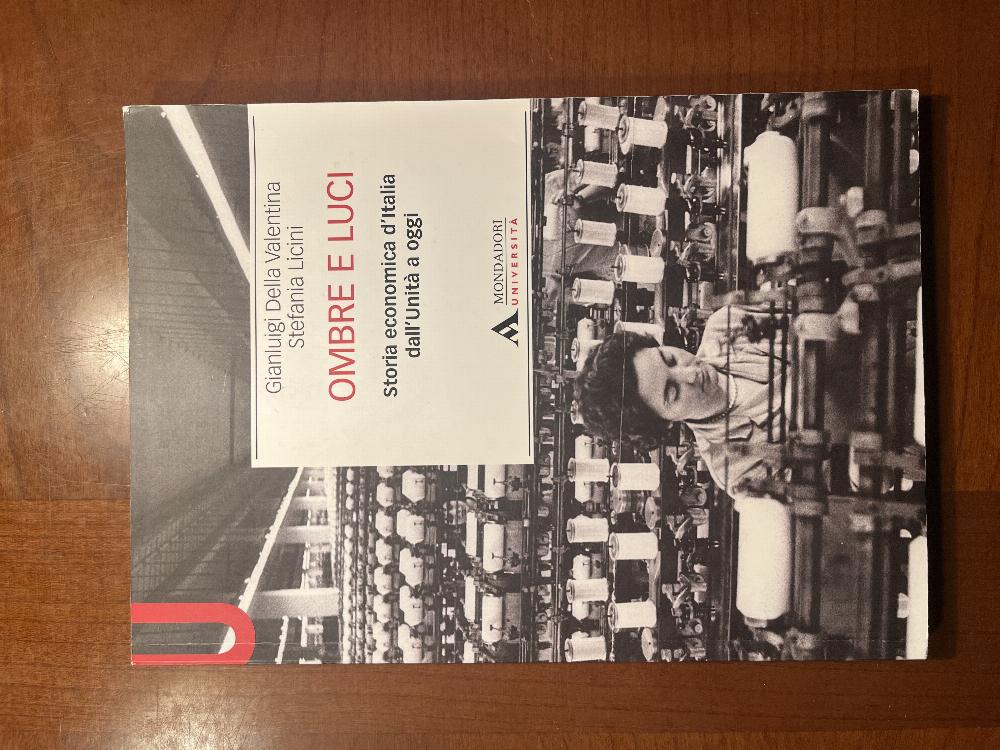 Gianluigi Della Valentina
Stefania Licini
OMBRE E LUCI
Storia economica d'Italia
dall'Unità a oggi
MONDADORI
UNIVERSITÀ